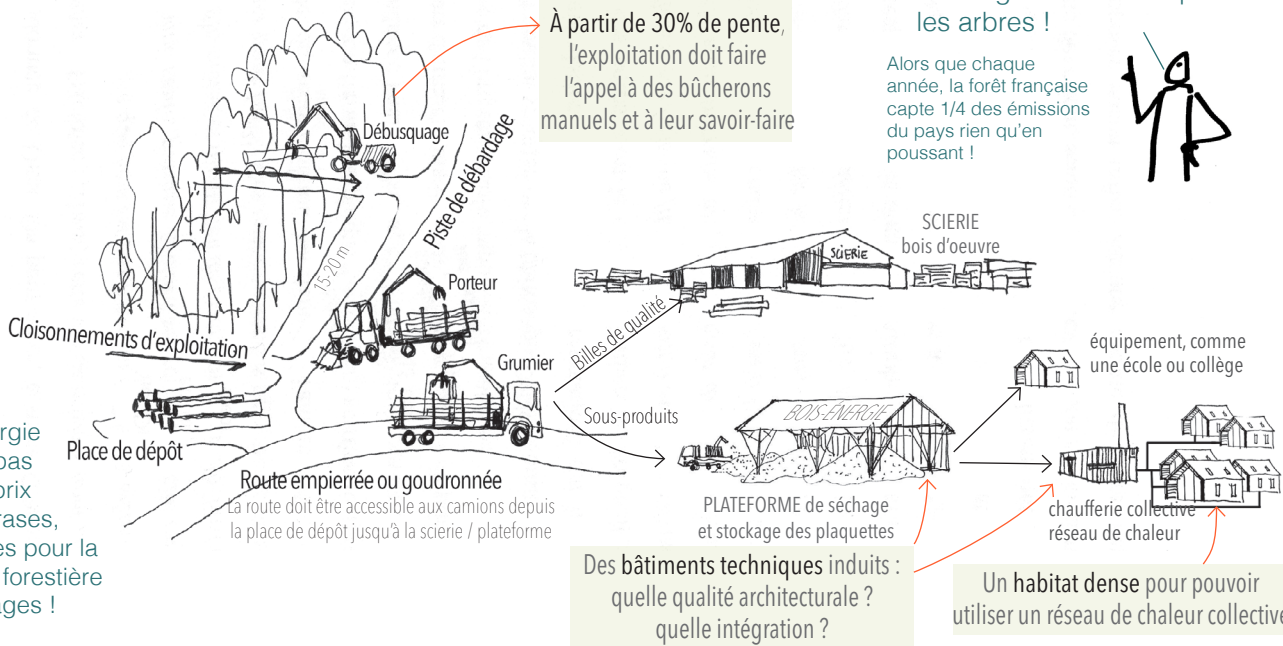 les arbres !
Alors que chaque
année, la forêt française
capte 1/4 des émissions
du pays rien qu'en
poussant !
À partir de 30% de pente,
l'exploitation doit faire
l'appel à des bûcherons
manuels et à leur savoir-faire
Débusquage
Piste de débardage
15-20 m
Porteur
Cloisonnements d'exploitation
Grumier
Place de dépôt
Route empierrée ou goudronnée
La route doit être accessible aux camions depuis
la place de dépôt jusqu'à la scierie / plateforme
Billes de qualité
Sous-produits
SCIERIE
bois d'oeuvre
SCIERIE
BOIS-ÉNERGIE
PLATEFORME de séchage
et stockage des plaquettes
équipement, comme
une école ou collège
chaufferie collective
réseau de chaleur
Des bâtiments techniques induits :
quelle qualité architecturale ?
quelle intégration ?
Un habitat dense pour pouvoir
utiliser un réseau de chaleur collective
pas
prix
pour la
forestière